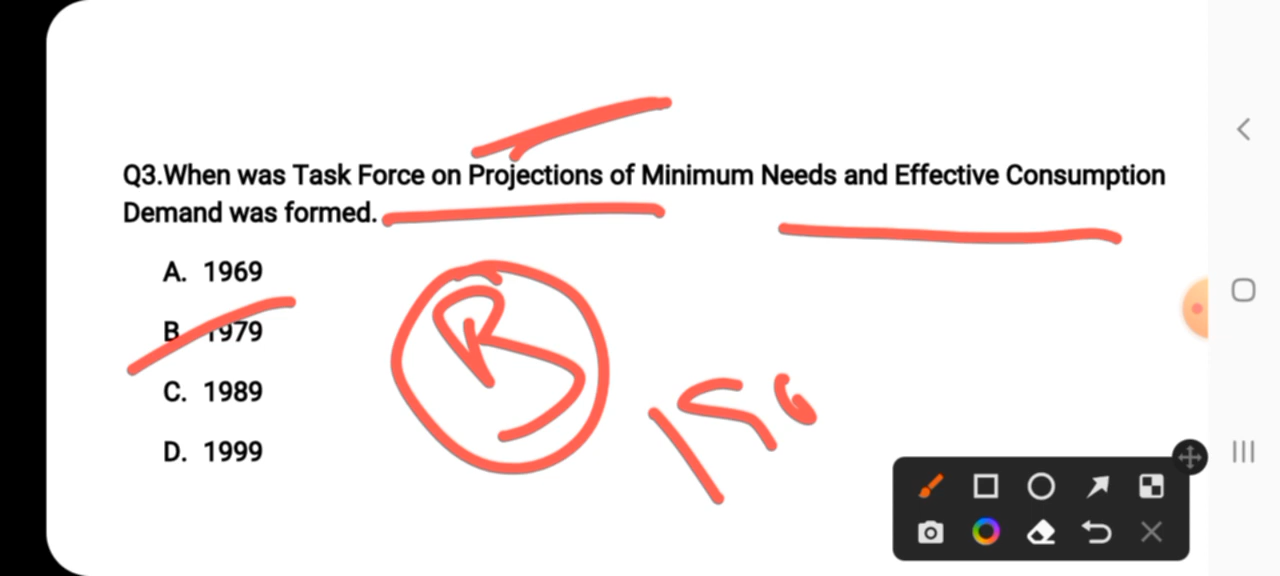 Q3.When was Task Force on Projections of Minimum Needs and Effective Consumption
Demand was formed.
A. 1969
B. 1979
C. 1989
D. 1999
B